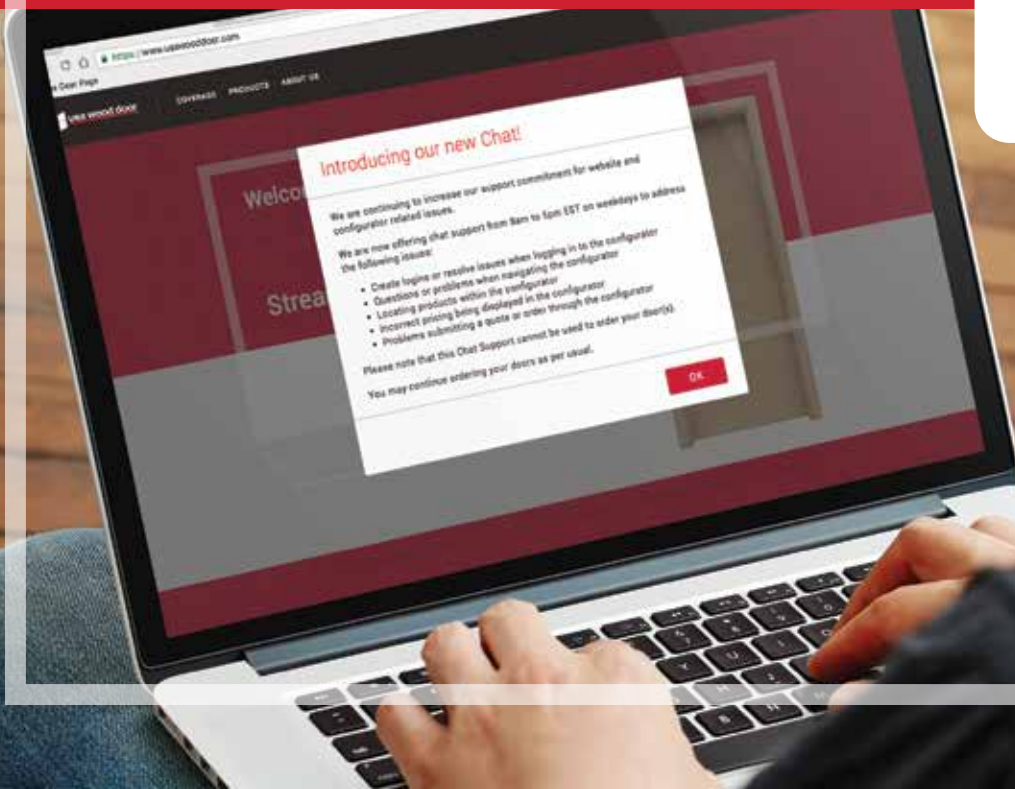 https://www.usawooddoor.com
Door Page
usa wood door
COVERAGE PRODUCTS ABOUT US
Introducing our new Chat!
We are continuing to increase our support commitment for website and
configurator related issues.
We are now offering chat support from 8am to 5pm EST on weekdays to address
the following issues:
• Create logins or resolve issues when logging in to the configurator
• Questions or problems when navigating the configurator
• Locating products within the configurator
• Incorrect pricing being displayed in the configurator
• Problems submitting a quote or order through the configurator
Please note that this Chat Support cannot be used to order your door(s).
You may continue ordering your doors as per usual.
OK
Welco
Strea